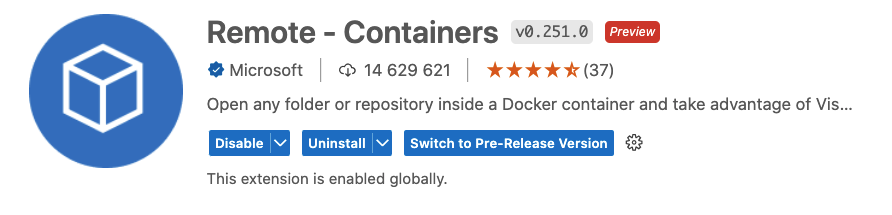 Remote - Containers v0.251.0 Preview
Microsoft 14 629 621 (37)
Open any folder or repository inside a Docker container and take advantage of Vis...
Disable Uninstall Switch to Pre-Release Version
This extension is enabled globally.